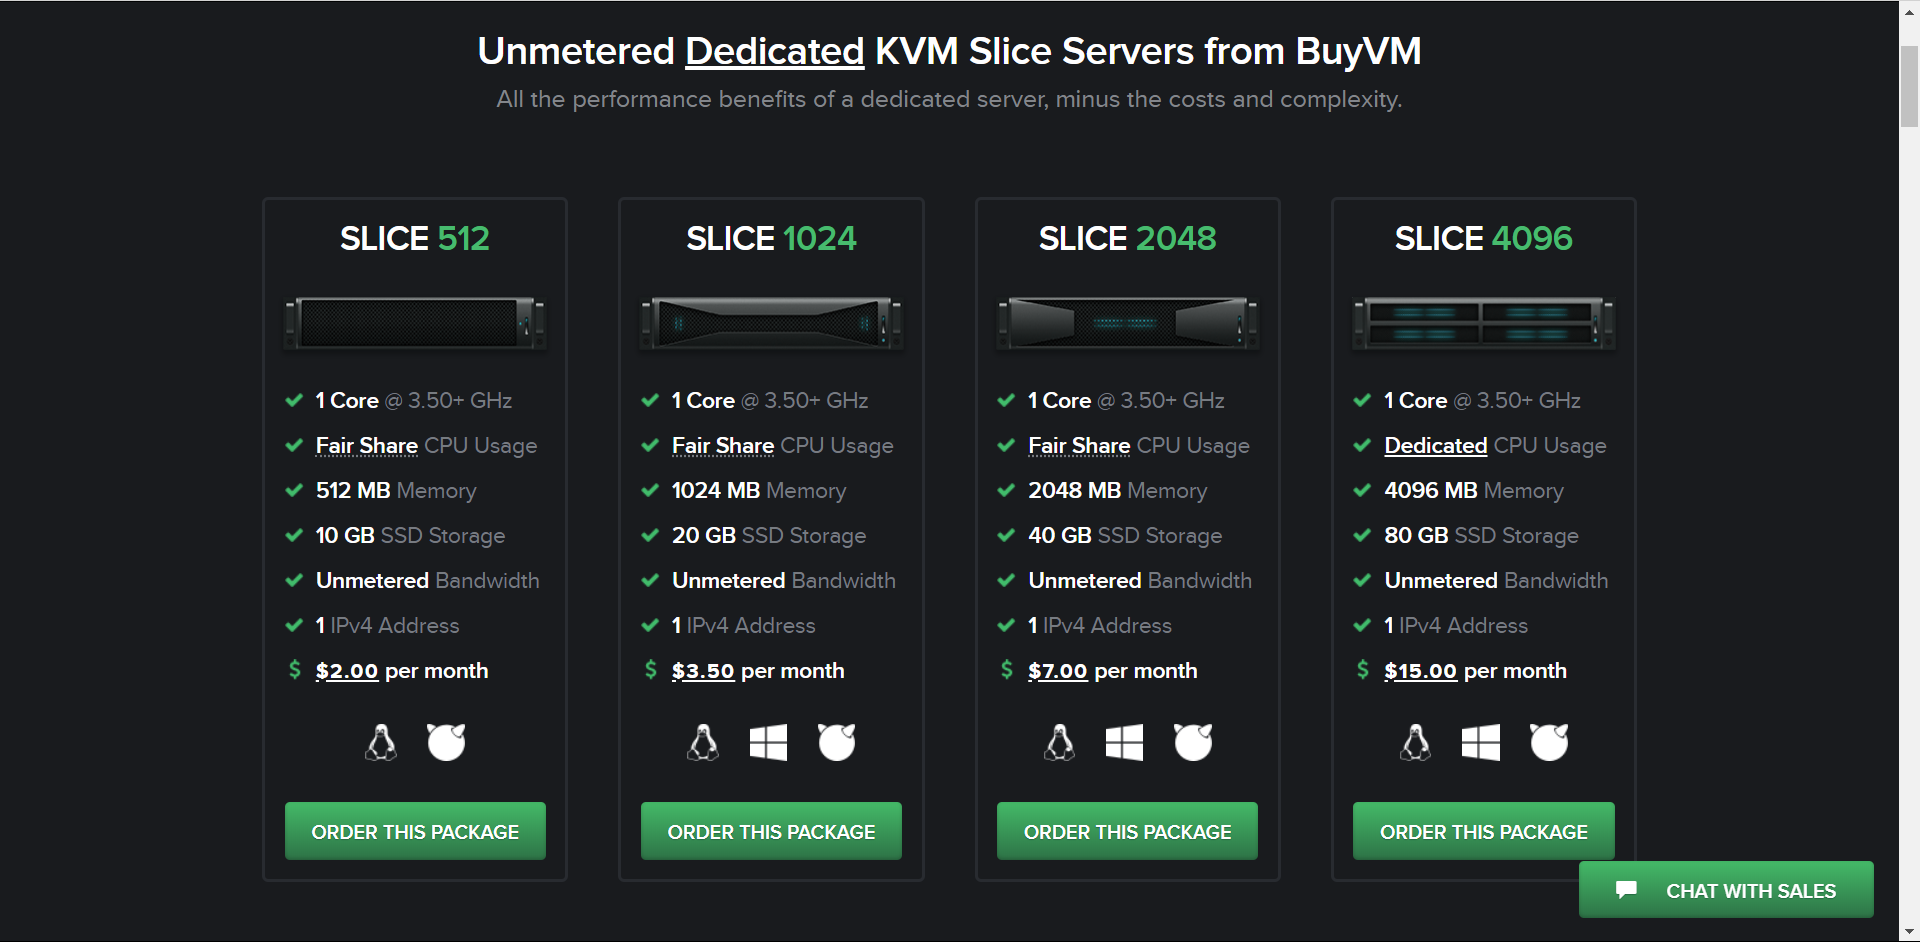 Unmetered Dedicated KVM Slice Servers from BuyVM
All the performance benefits of a dedicated server, minus the costs and complexity.
SLICE 512
1 Core @ 3.50+ GHz
Fair Share CPU Usage
512 MB Memory
10 GB SSD Storage
Unmetered Bandwidth
1 IPv4 Address
$ $2.00 per month
ORDER THIS PACKAGE
SLICE 1024
1 Core @ 3.50+ GHz
Fair Share CPU Usage
1024 MB Memory
20 GB SSD Storage
Unmetered Bandwidth
1 IPv4 Address
$ $3.50 per month
ORDER THIS PACKAGE
SLICE 2048
1 Core @ 3.50+ GHz
Fair Share CPU Usage
2048 MB Memory
40 GB SSD Storage
Unmetered Bandwidth
1 IPv4 Address
$ $7.00 per month
ORDER THIS PACKAGE
SLICE 4096
1 Core @ 3.50+ GHz
Dedicated CPU Usage
4096 MB Memory
80 GB SSD Storage
Unmetered Bandwidth
1 IPv4 Address
$ $15.00 per month
ORDER THIS PACKAGE
CHAT WITH SALES